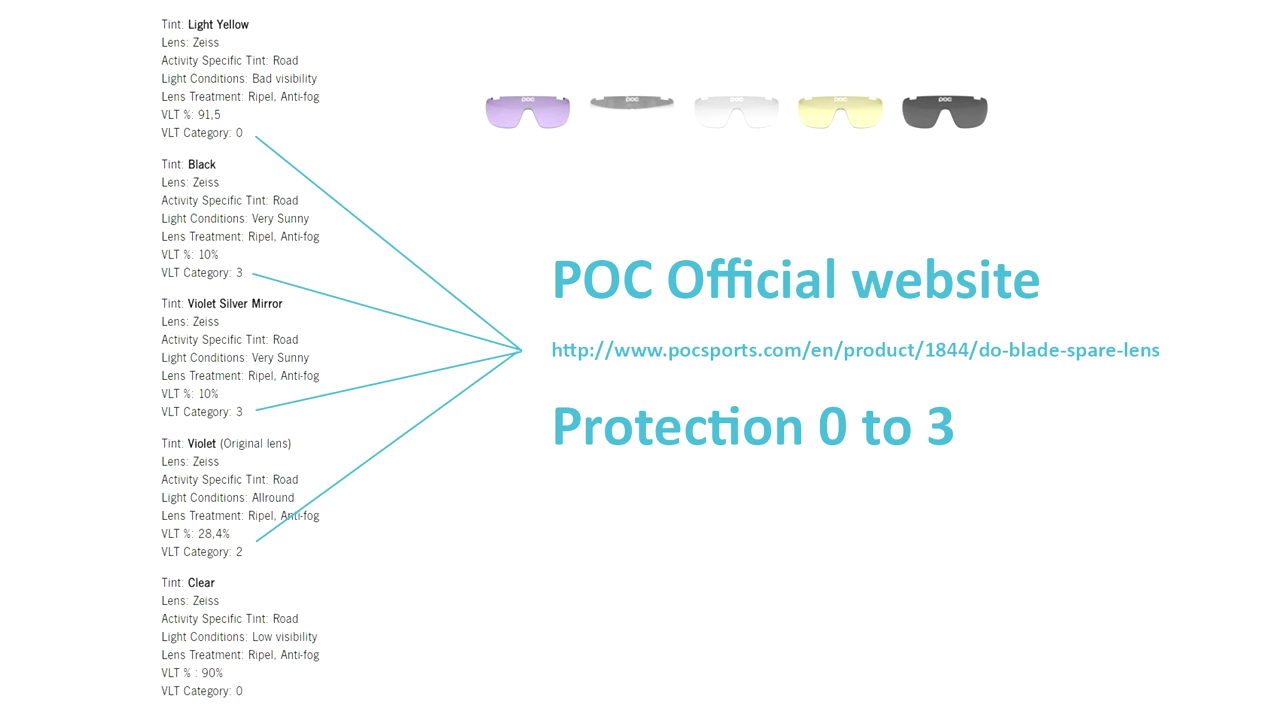 Tint: Light Yellow
Lens: Zeiss
Activity Specific Tint: Road
Light Conditions: Bad visibility
Lens Treatment: Ripel, Anti-fog
VLT %: 91,5
VLT Category: 0
Tint: Black
Lens: Zeiss
Activity Specific Tint: Road
Light Conditions: Very Sunny
Lens Treatment: Ripel, Anti-fog
VLT %: 10%
VLT Category: 3
Tint: Violet Silver Mirror
Lens: Zeiss
Activity Specific Tint: Road
Light Conditions: Very Sunny
Lens Treatment: Ripel, Anti-fog
VLT %: 10%
VLT Category: 3
Tint: Violet (Original lens)
Lens: Zeiss
Activity Specific Tint: Road
Light Conditions: Allround
Lens Treatment: Ripel, Anti-fog
VLT %: 28,4%
VLT Category: 2
Tint: Clear
Lens: Zeiss
Activity Specific Tint: Road
Light Conditions: Low visibility
Lens Treatment: Ripel, Anti-fog
VLT % : 90%
VLT Category: 0
poc poc poc poc poc
POC Official website
http://www.pocsports.com/en/product/1844/do-blade-spare-lens
Protection 0 to 3